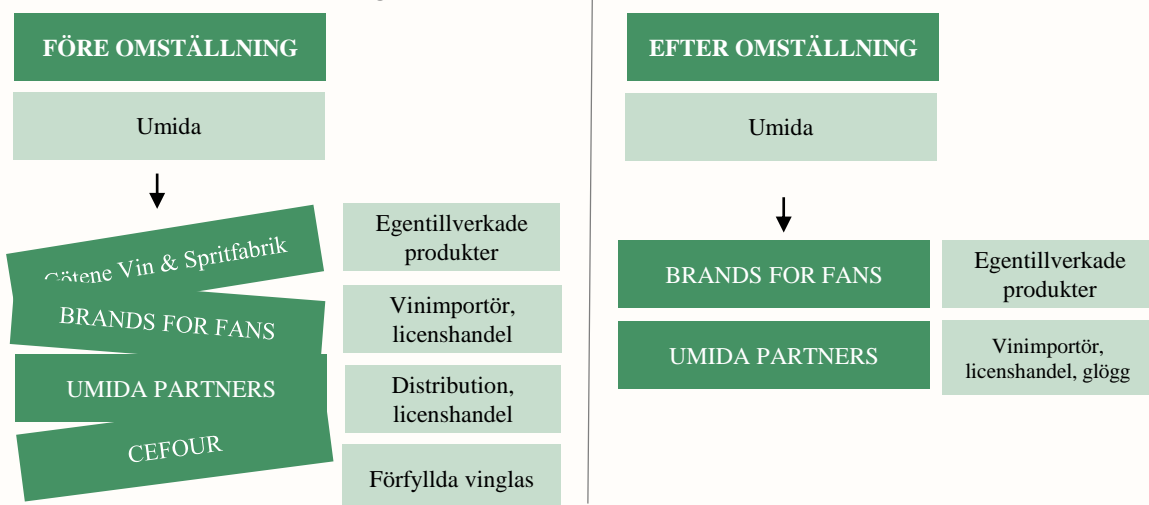 FÖRE OMSTÄLLNING
Umida
Götene Vin & Spritfabrik
Egentillverkade
produkter
BRANDS FOR FANS
Vinimportör,
licenshandel
UMIDA PARTNERS
Distribution,
licenshandel
CEFOUR
Förfyllda vinglas
EFTER OMSTÄLLNING
Umida
BRANDS FOR FANS
Egentillverkade
produkter
UMIDA PARTNERS
Vinimportör,
licenshandel, glögg